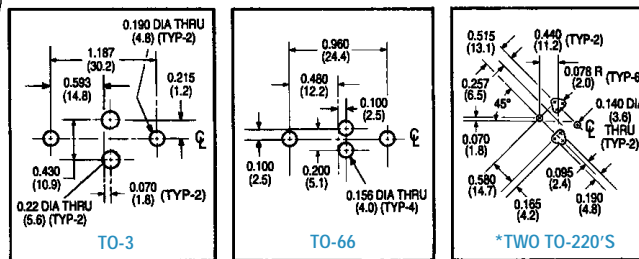 0.190 DIA THRU
(4.8) (TYP-2)
1.187
(30.2)
0.593
(14.8)
0.215
(1.2)
℄
0.430
(10.9)
0.070
(1.8) (TYP-2)
0.22 DIA THRU
(5.6) (TYP-2)
TO-3
0.960
(24.4)
0.480
(12.2)
0.100
(2.5)
℄
0.100
(2.5)
0.200
(5.1)
0.156 DIA THRU
(4.0) (TYP-4)
TO-66
0.515
(13.1)
0.440
(11.2) (TYP-2)
0.078 R (TYP-6
(2.0)
0.257
(6.5)
45°
0.140 DIA
(3.6)
THRU
(TYP-2)
℄
0.070
(1.8)
0.580
(14.7)
0.095
(2.4)
0.190
(4.8)
0.165
(4.2)
*TWO TO-220'S